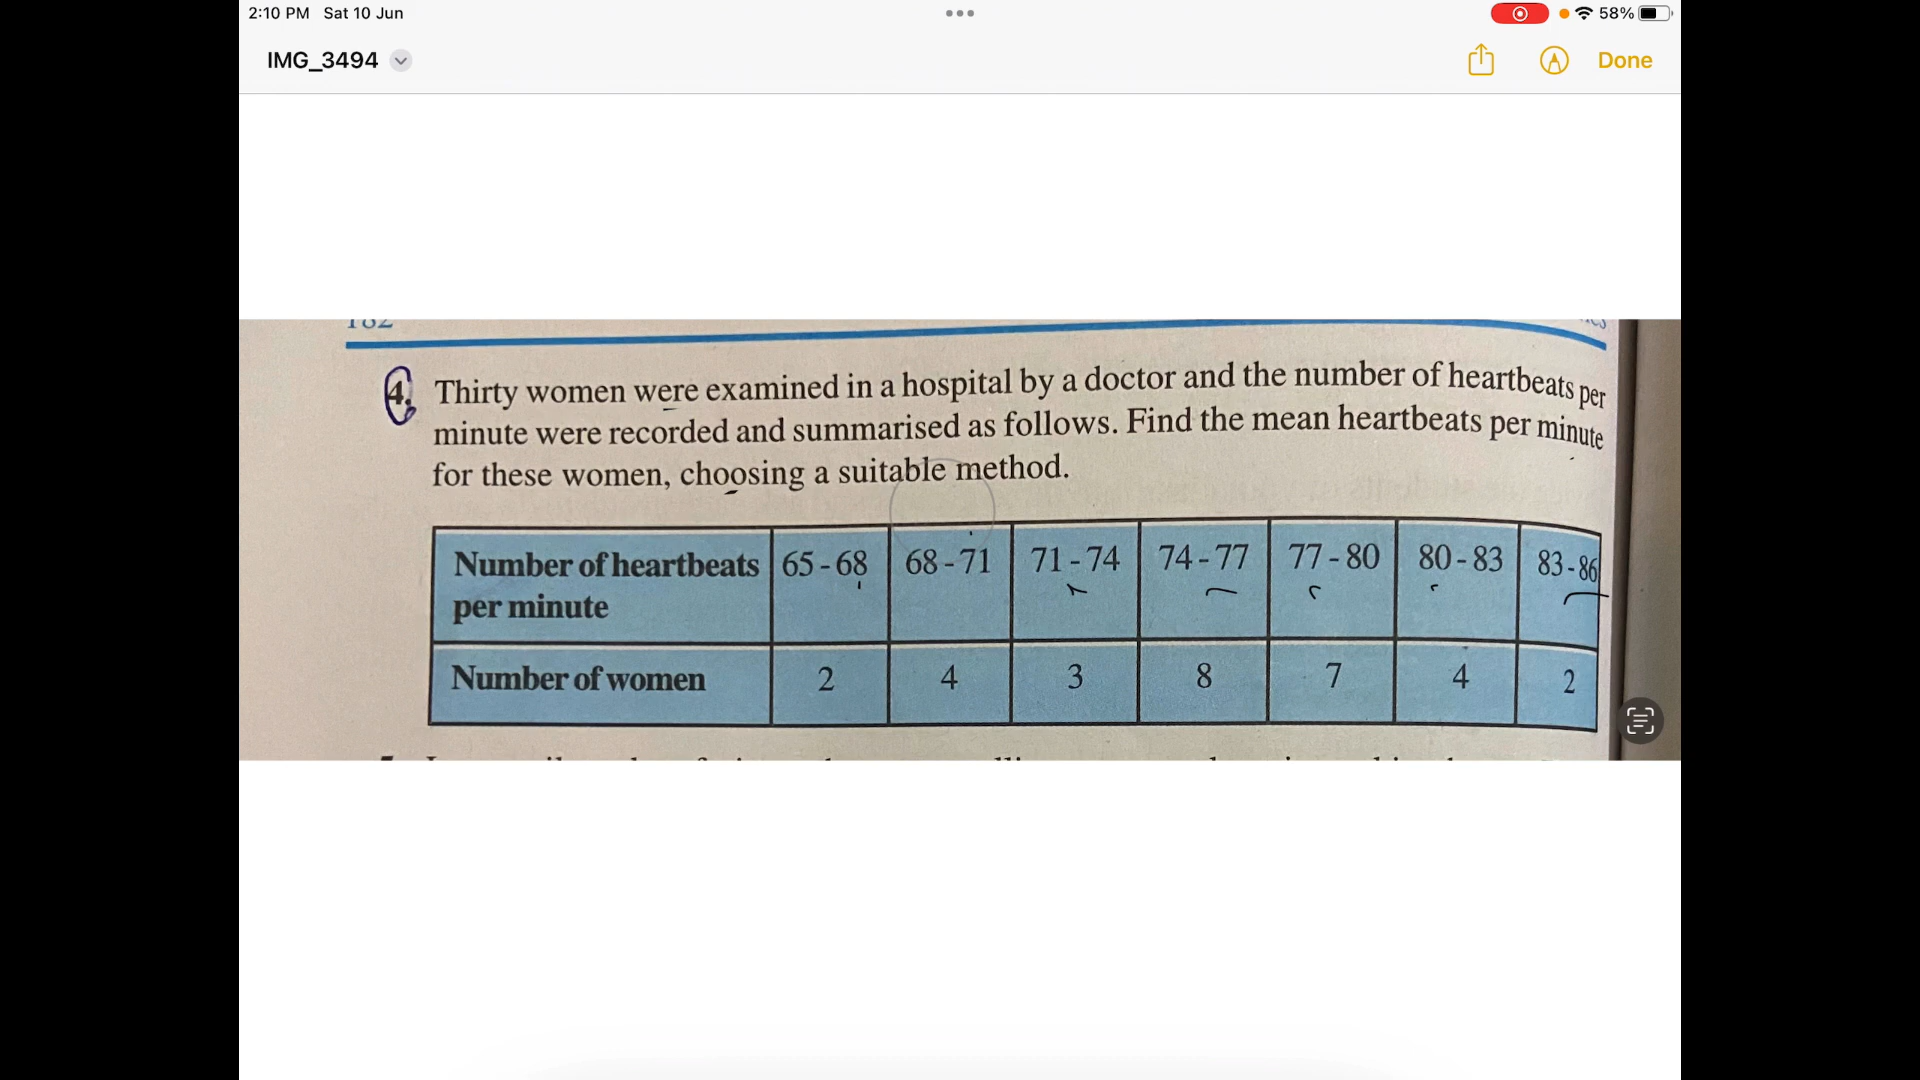 2:10 PM Sat 10 Jun
58%
IMG_3494
Done
182
4. Thirty women were examined in a hospital by a doctor and the number of heartbeats per
minute were recorded and summarised as follows. Find the mean heartbeats per minute
for these women, choosing a suitable method.
Number of heartbeats per minute 65-68 68-71 71-74 74-77 77-80 80-83 83-86
Number of women 2 4 3 8 7 4 2